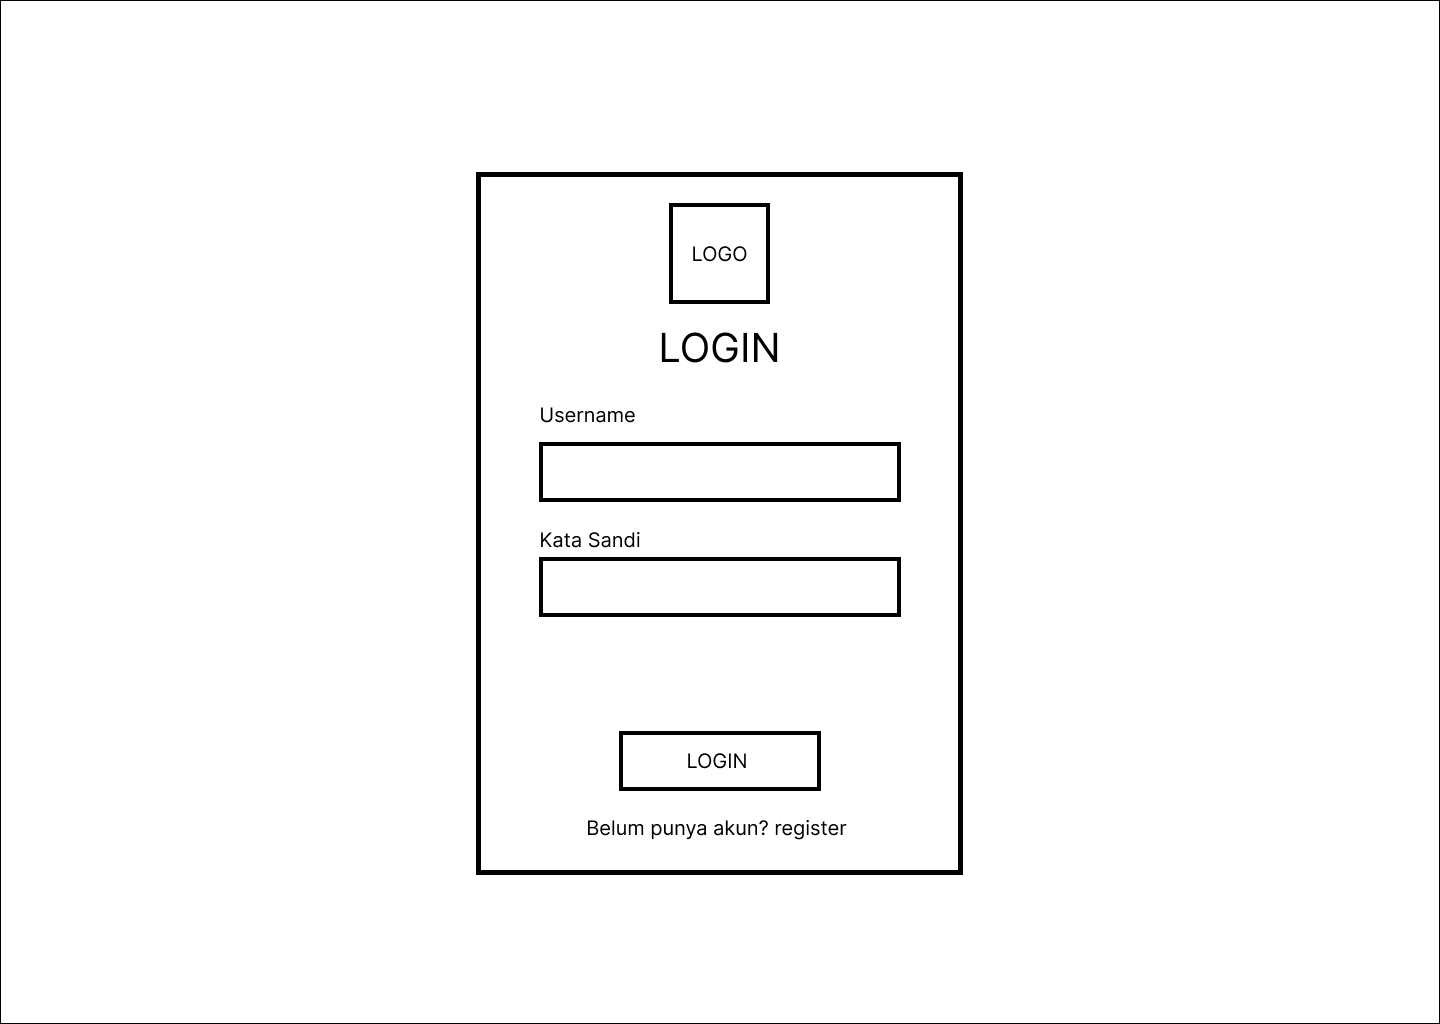 LOGO
LOGIN
Username
Kata Sandi
LOGIN
Belum punya akun? register